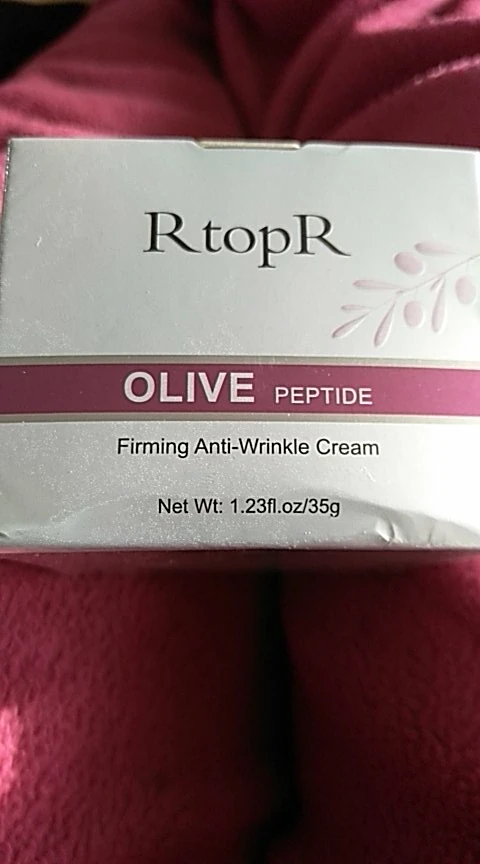 RtopR
OLIVE PEPTIDE
Firming Anti-Wrinkle Cream
Net Wt: 1.23fl.oz/35g